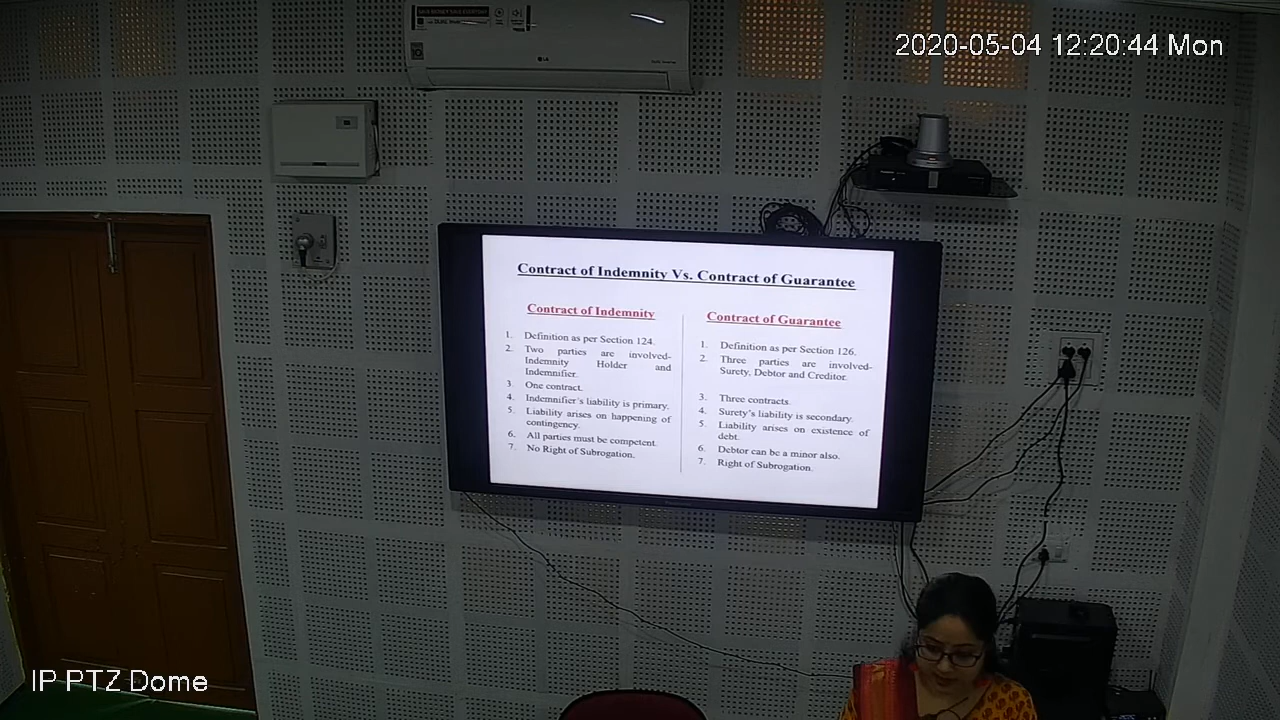 2020-05-04 12:20:44 Mon
LG
Contract of Indemnity Vs. Contract of Guarantee
Contract of Indemnity
1. Definition as per Section 124.
2. Two parties are involved-
Indemnity Holder and
Indemnifier.
3. One contract.
4. Indemnifier's liability is primary.
5. Liability arises on happening of
contingency.
6. All parties must be competent.
7. No Right of Subrogation.
Contract of Guarantee
1. Definition as per Section 126.
2. Three parties are involved-
Surety, Debtor and Creditor.
3. Three contracts.
4. Surety's liability is secondary.
5. Liability arises on existence of
debt.
6. Debtor can be a minor also.
7. Right of Subrogation.
IP PTZ Dome